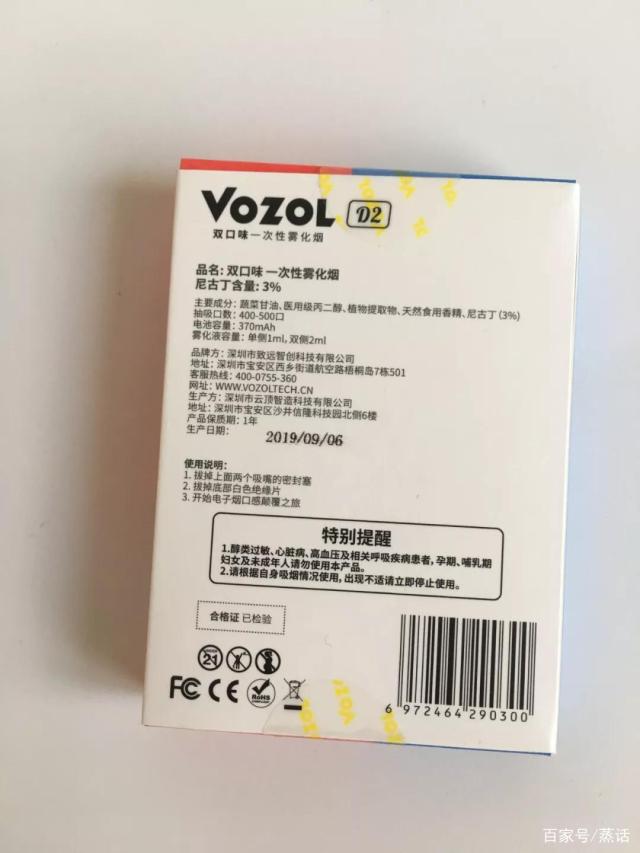 VOZOL D2
双口味一次性雾化烟
品名: 双口味 一次性雾化烟
尼古丁含量: 3%
主要成分: 蔬菜甘油、医用级丙二醇、植物提取物、天然食用香精、尼古丁(3%)
抽吸口数: 400-500口
电池容量: 370mAh
雾化液容量: 单侧1ml, 双侧2ml
品牌方: 深圳市致远智创科技有限公司
地址: 深圳市宝安区西乡街道航空路梧桐岛7栋501
客服热线: 400-0755-360
网址: WWW.VOZOLTECH.CN
生产方: 深圳市云顶智造科技有限公司
地址: 深圳市宝安区沙井信隆科技园北侧6楼
产品保质期: 1年
生产日期: 2019/09/06
使用说明:
1. 拔掉上面两个吸嘴的密封塞
2. 拔掉底部白色绝缘片
3. 开始电子烟口感颠覆之旅
特别提醒
1.醇类过敏、心脏病、高血压及相关呼吸疾病患者,孕期、哺乳期
妇女及未成年人请勿使用本产品。
2.请根据自身吸烟情况使用, 出现不适请立即停止使用。
合格证 已检验
21
FC CE RoHS
6 972464 290300
百家号/蒸话